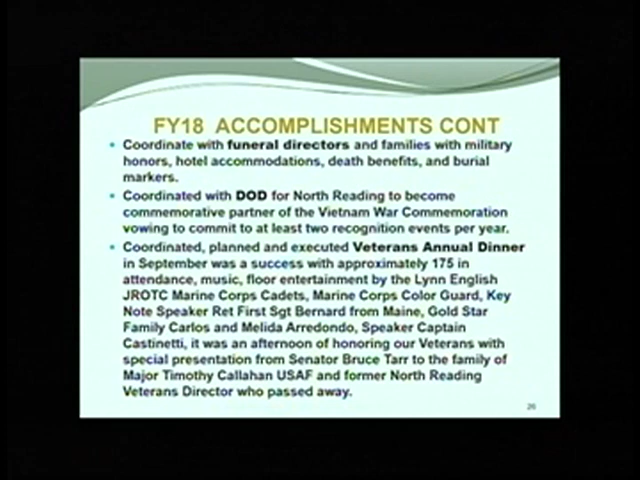 FY18 ACCOMPLISHMENTS CONT
• Coordinate with funeral directors and families with military
honors, hotel accommodations, death benefits, and burial
markers.
• Coordinated with DOD for North Reading to become
commemorative partner of the Vietnam War Commemoration
vowing to commit to at least two recognition events per year.
• Coordinated, planned and executed Veterans Annual Dinner
in September was a success with approximately 175 in
attendance, music, floor entertainment by the Lynn English
JROTC Marine Corps Cadets, Marine Corps Color Guard, Key
Note Speaker Ret First Sgt Bernard from Maine, Gold Star
Family Carlos and Melida Arredondo, Speaker Captain
Castinetti, it was an afternoon of honoring our Veterans with
special presentation from Senator Bruce Tarr to the family of
Major Timothy Callahan USAF and former North Reading
Veterans Director who passed away.
26